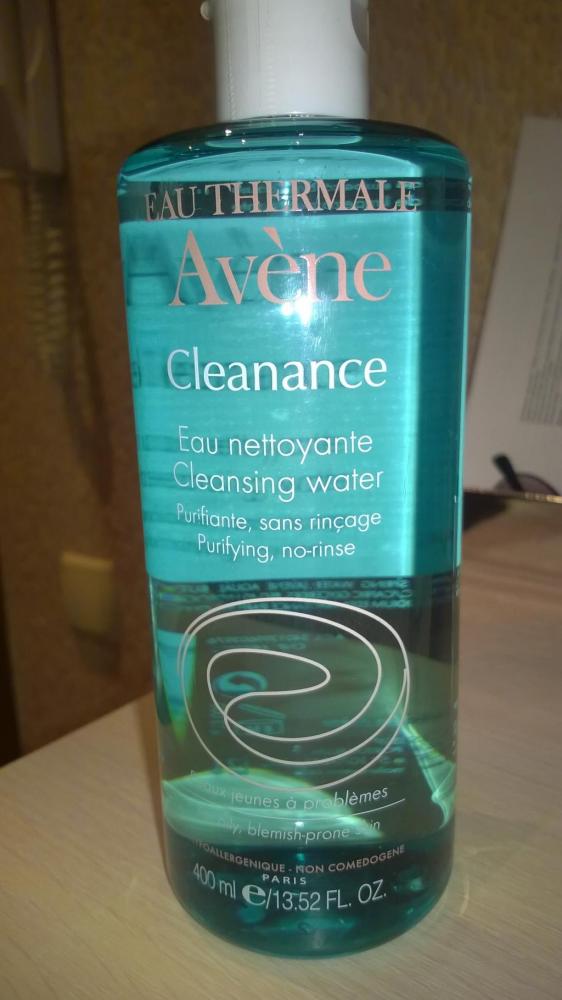 EAU THERMALE
Avène
Cleanance
Eau nettoyante
Cleansing water
Purifiante, sans rinçage
Purifying, no-rinse
jeunes à problèmes
blemish-prone
- NON COMEDOGENE
PARIS
400 ml e/13.52 FL. OZ.